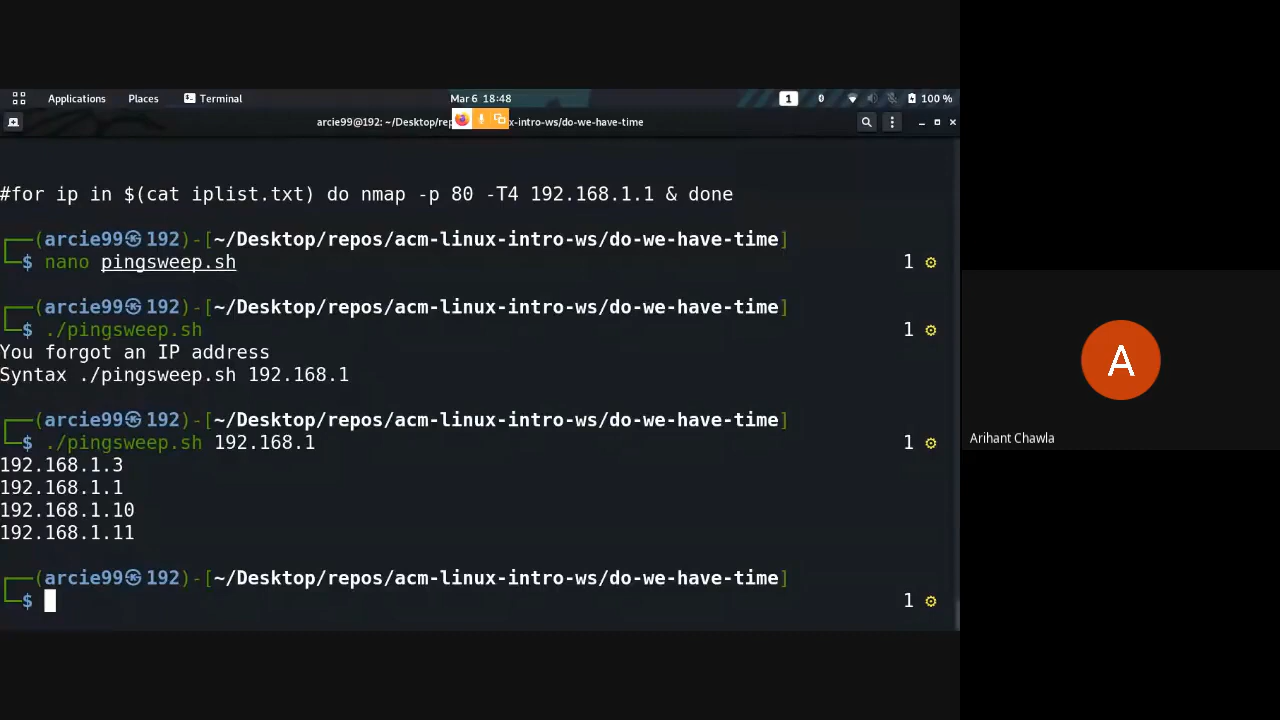 Applications Places Terminal Mar 6 18:48 1 100 %
arcie99@192: ~/Desktop/rep x-intro-ws/do-we-have-time
#for ip in $(cat iplist.txt) do nmap -p 80 -T4 192.168.1.1 & done
┌──(arcie99㉿192)-[~/Desktop/repos/acm-linux-intro-ws/do-we-have-time]
└─$ nano pingsweep.sh 1 ⚙
┌──(arcie99㉿192)-[~/Desktop/repos/acm-linux-intro-ws/do-we-have-time]
└─$ ./pingsweep.sh 1 ⚙
You forgot an IP address
Syntax ./pingsweep.sh 192.168.1
┌──(arcie99㉿192)-[~/Desktop/repos/acm-linux-intro-ws/do-we-have-time]
└─$ ./pingsweep.sh 192.168.1 1 ⚙
192.168.1.3
192.168.1.1
192.168.1.10
192.168.1.11
┌──(arcie99㉿192)-[~/Desktop/repos/acm-linux-intro-ws/do-we-have-time]
└─$ 1 ⚙
A
Arihant Chawla